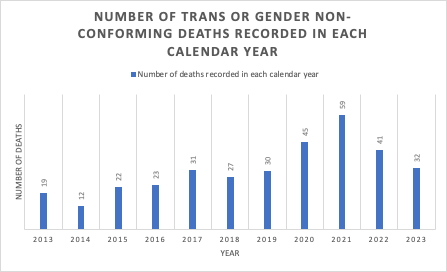 NUMBER OF TRANS OR GENDER NON-
CONFORMING DEATHS RECORDED IN EACH
CALENDAR YEAR
Number of deaths recorded in each calendar year
NUMBER OF DEATHS
19
12
22
23
31
27
30
45
59
41
32
2013 2014 2015 2016 2017 2018 2019 2020 2021 2022 2023
YEAR